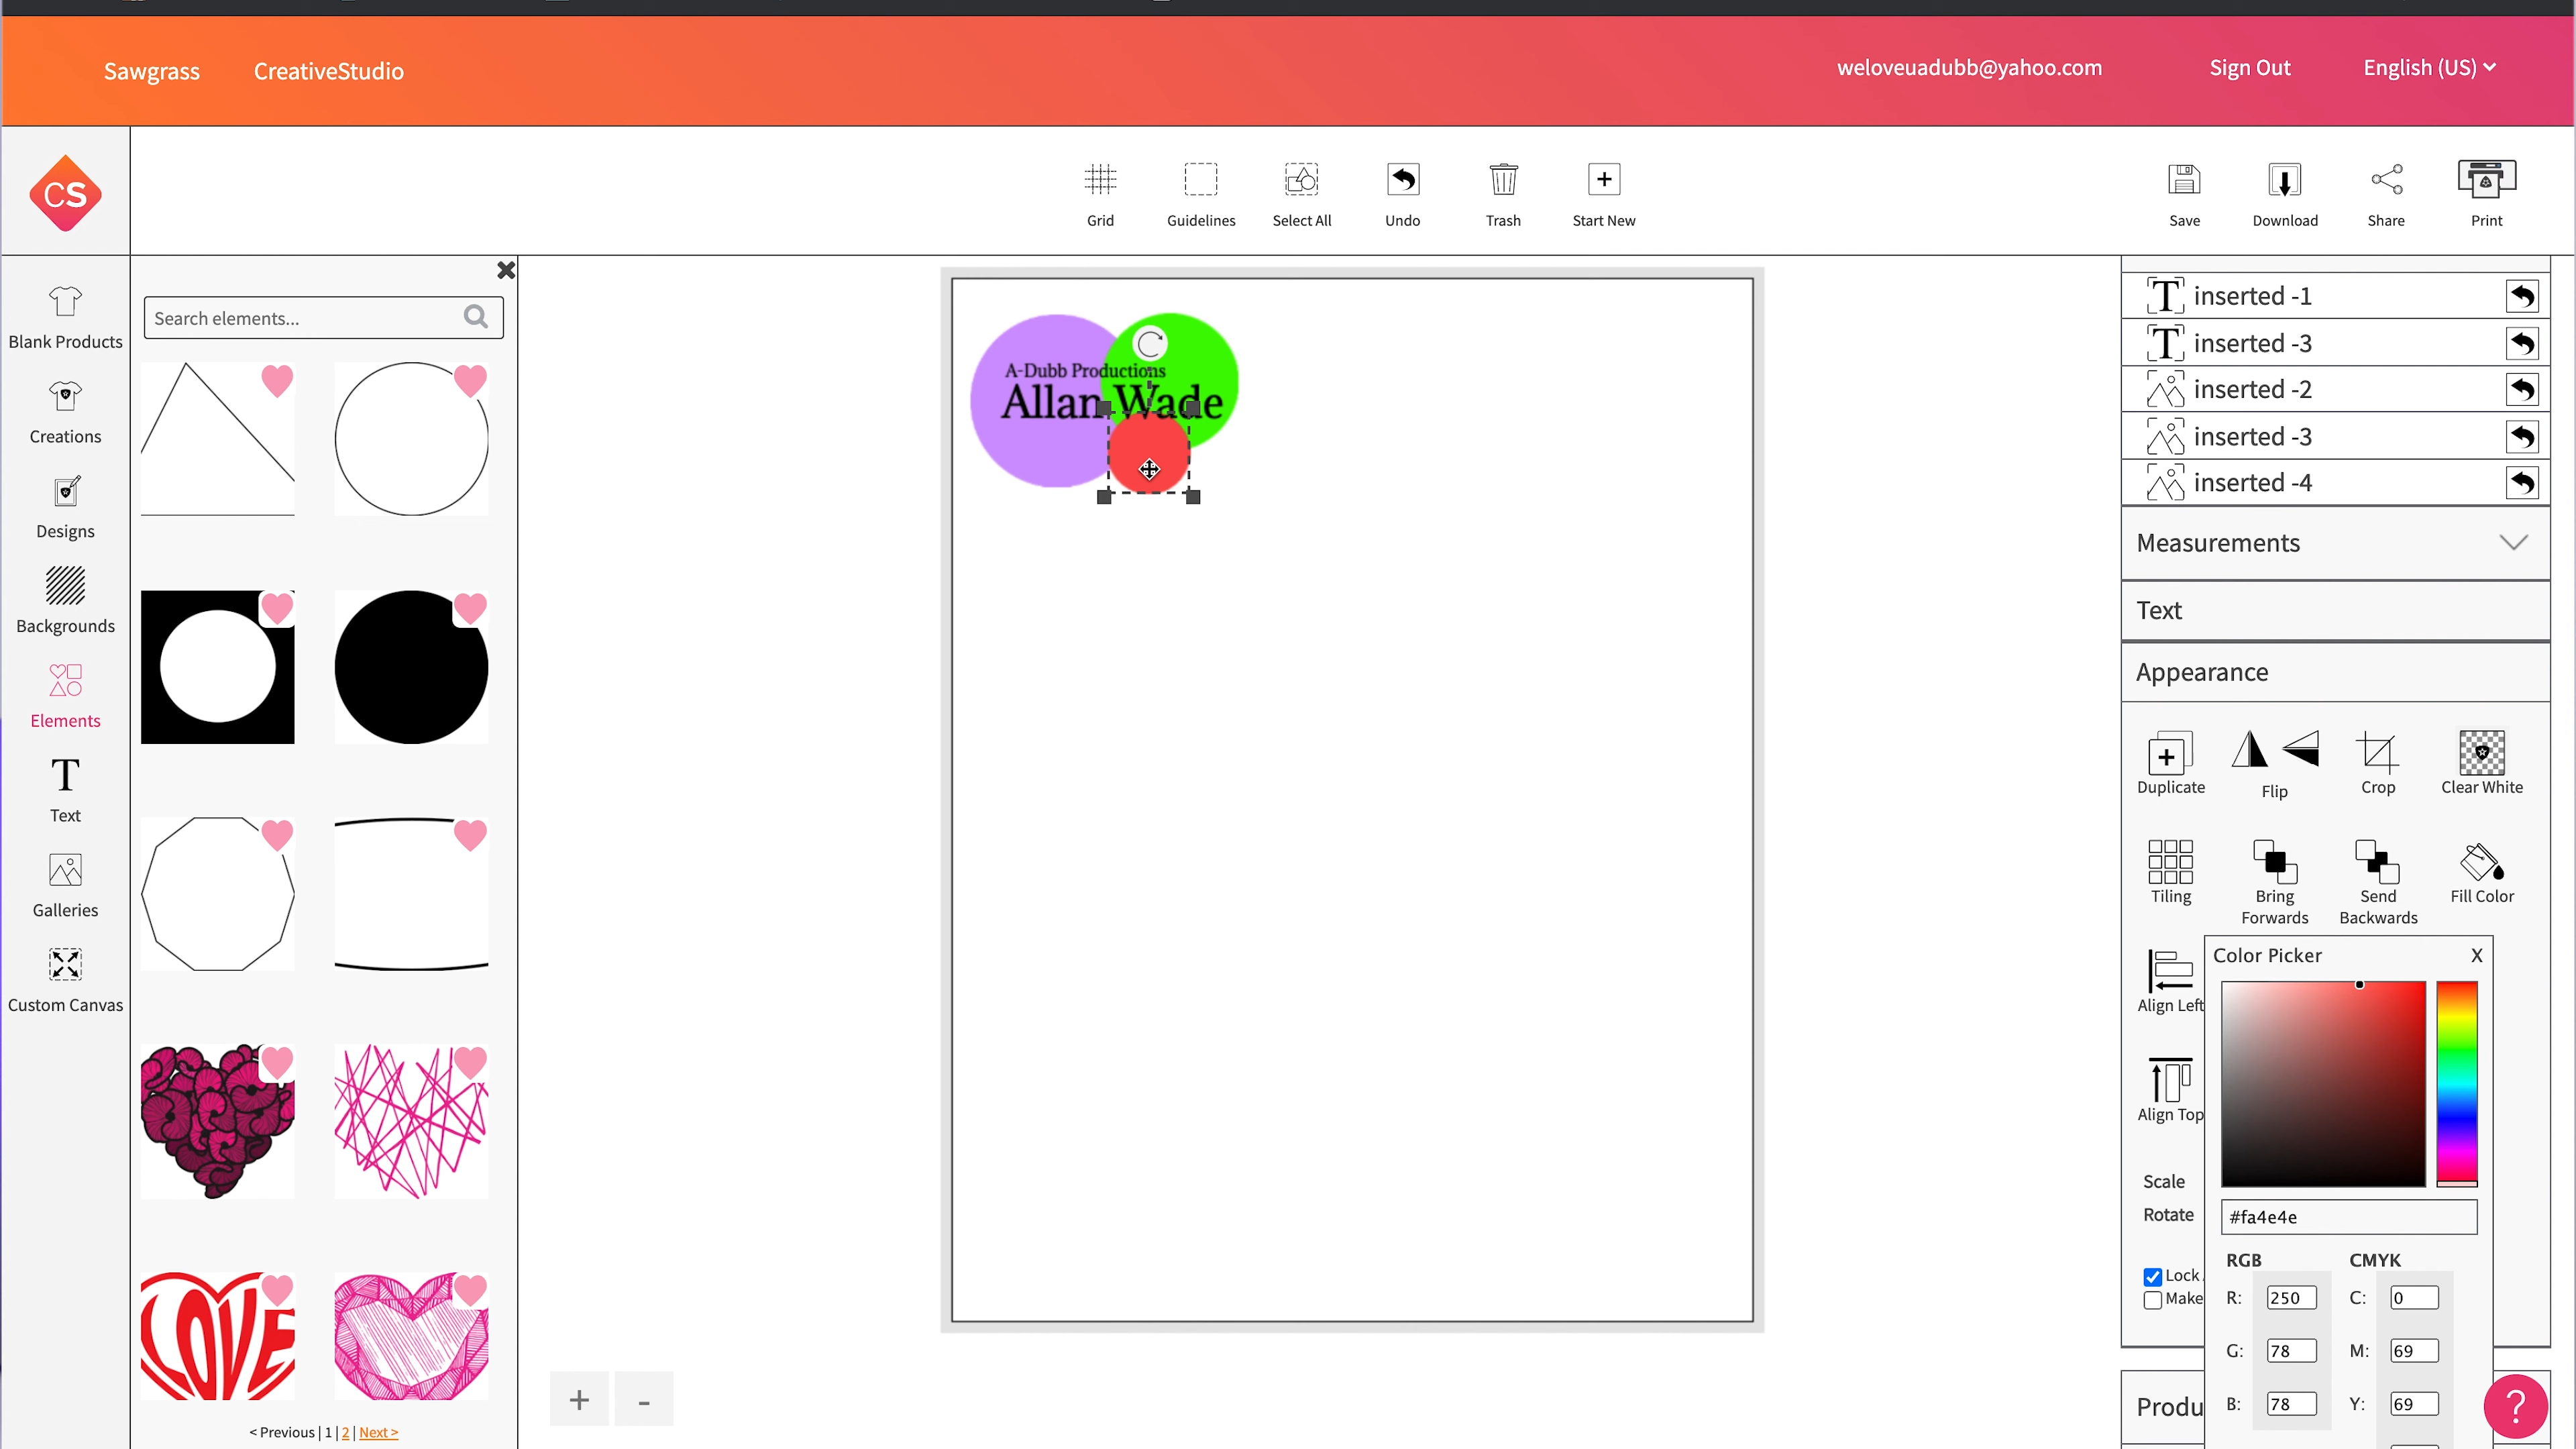 Sawgrass
CreativeStudio
weloveuadubb@yahoo.com
Sign Out
English (US)
CS
Grid
Guidelines
Select All
Undo
Trash
Start New
Save
Download
Share
Print
Blank Products
Creations
Designs
Backgrounds
Elements
T
Text
Galleries
Custom Canvas
Search elements...
LOVE
< Previous | 1 | 2 | Next >
A-Dubb Productions
Allan Wade
+ -
T inserted -1
T inserted -3
inserted -2
inserted -3
inserted -4
Measurements
Text
Appearance
Duplicate
Flip
Crop
Clear White
Tiling
Bring
Forwards
Send
Backwards
Fill Color
Align Left
Align Top
Scale
Rotate
Lock
Make
Produ
Color Picker X
#fa4e4e
RGB CMYK
R: 250 C: 0
G: 78 M: 69
B: 78 Y: 69
?